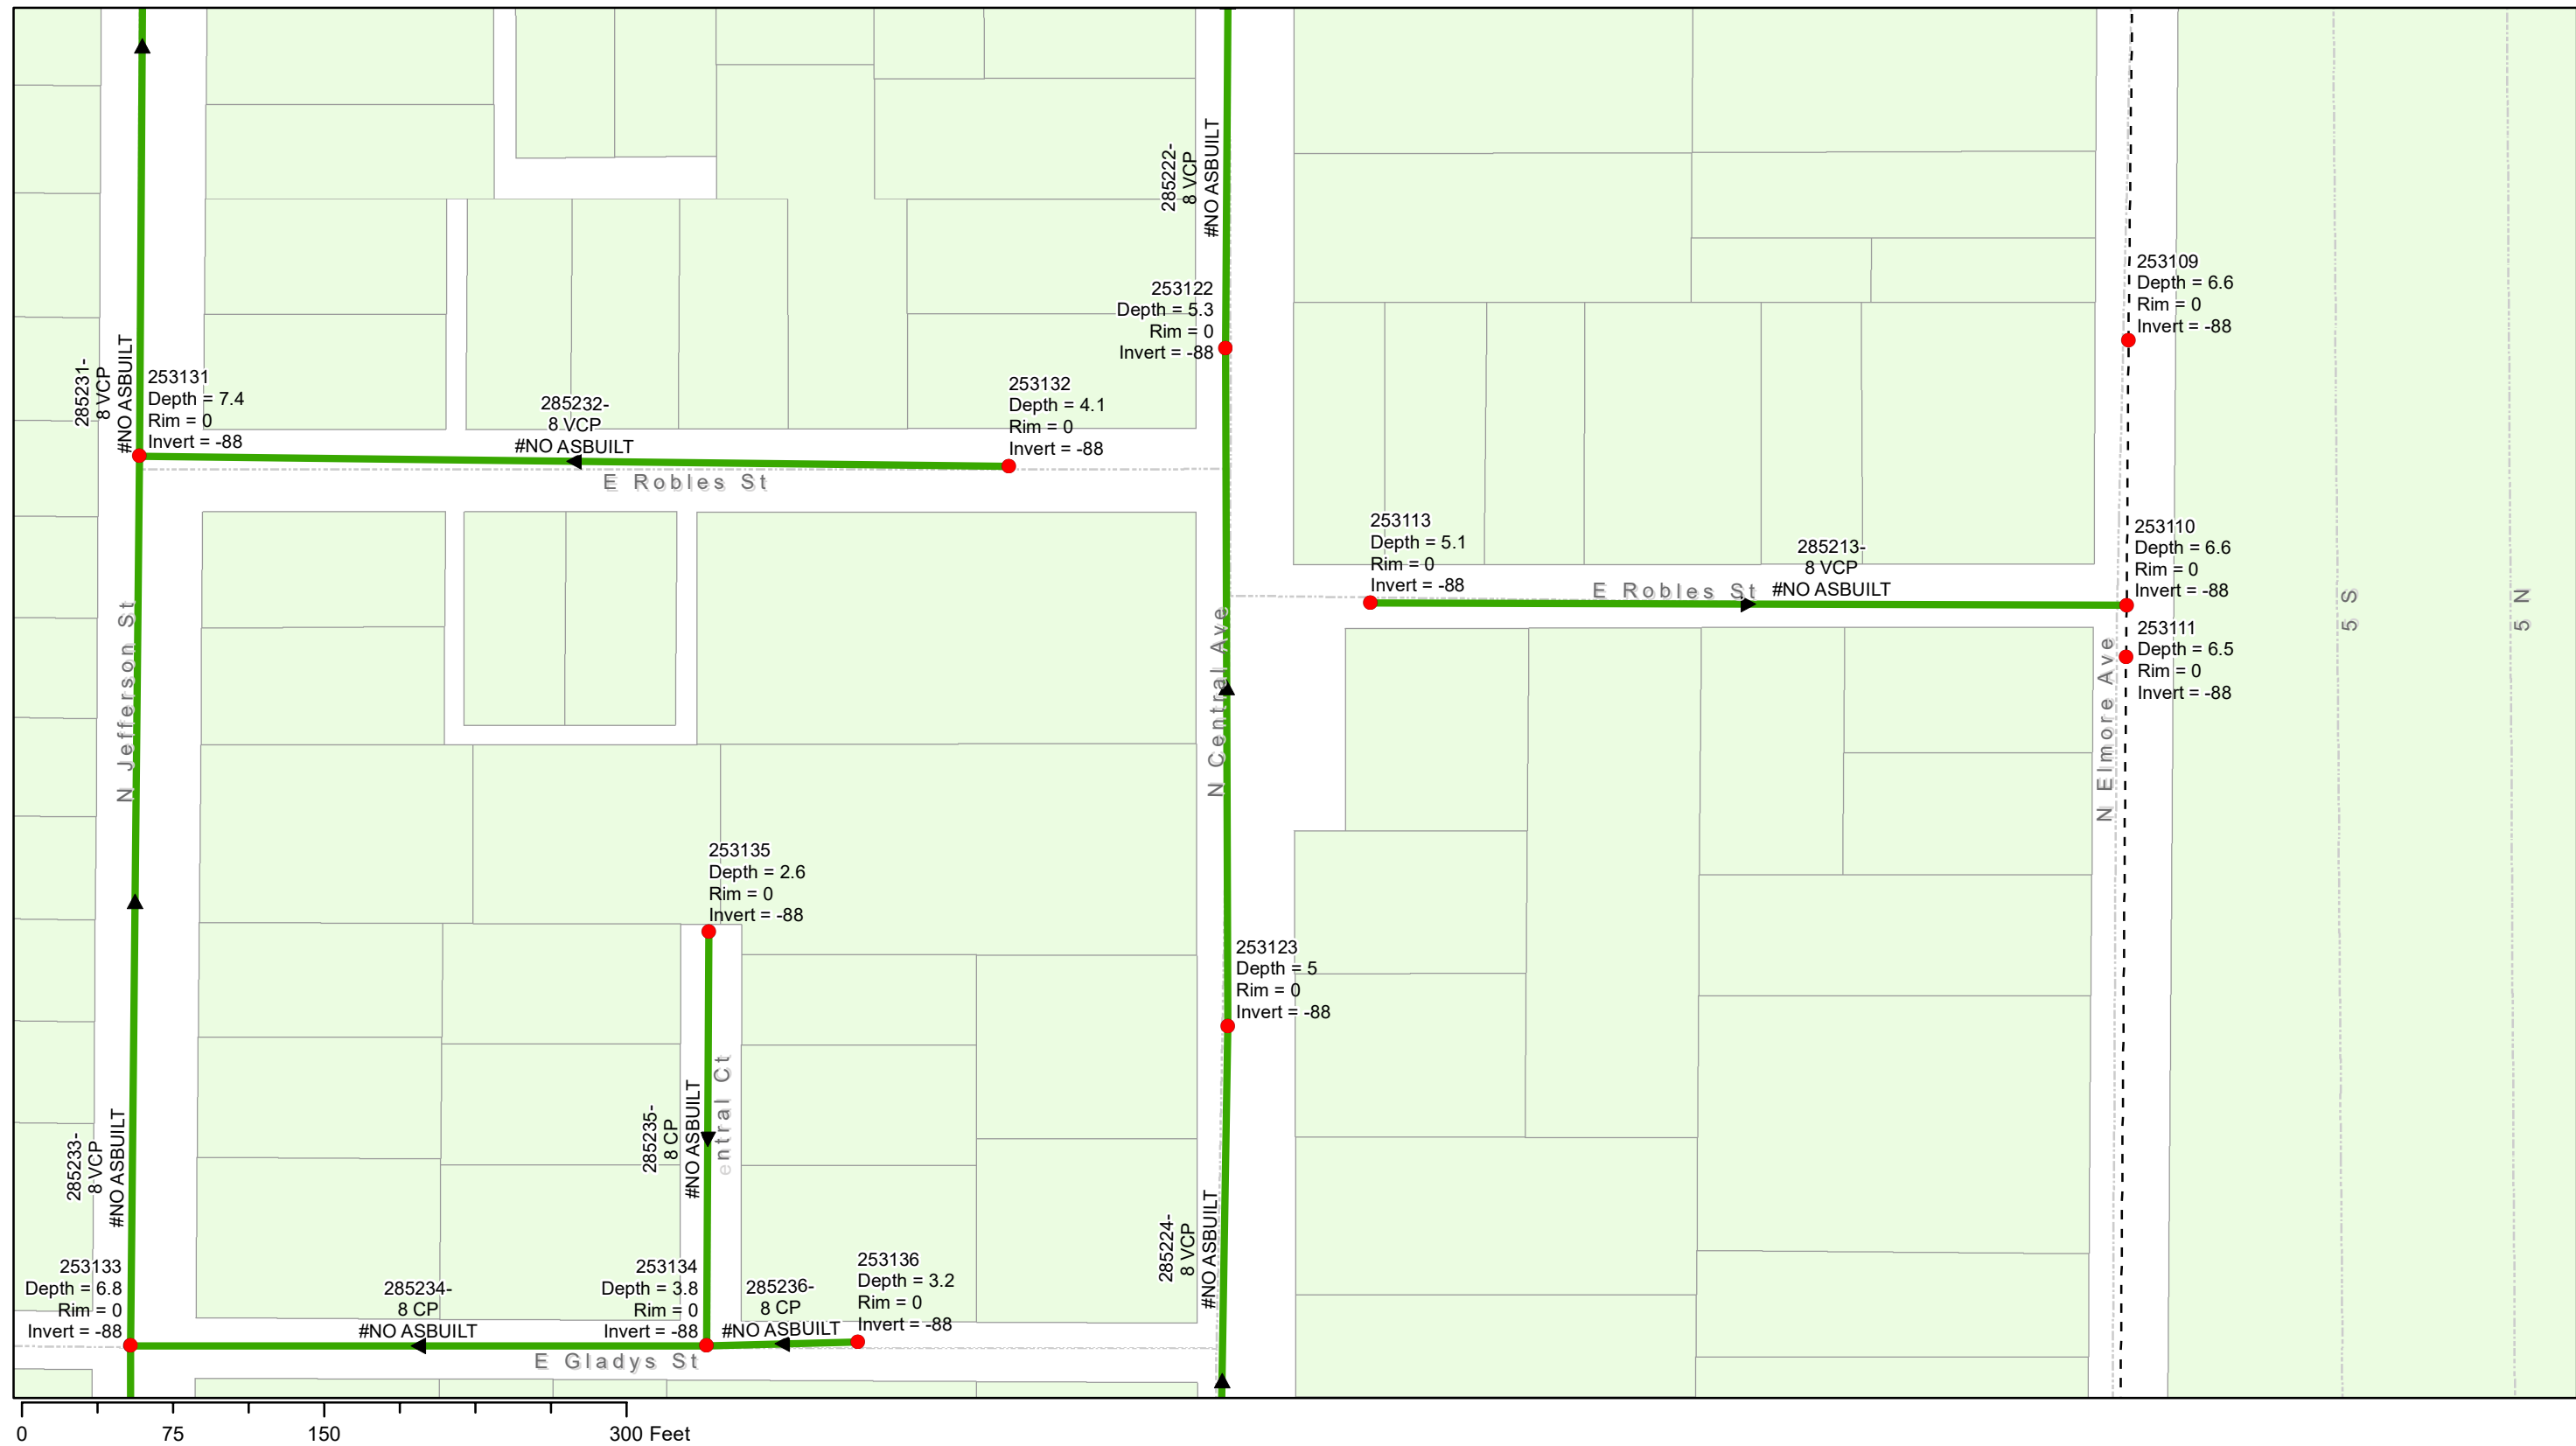 285222-
8 VCP
#NO ASBUILT
253109
Depth = 6.6
Rim = 0
Invert = -88
253122
Depth = 5.3
Rim = 0
Invert = -88
285231-
8 VCP
#NO ASBUILT
253131
Depth = 7.4
Rim = 0
Invert = -88
285232-
8 VCP
#NO ASBUILT
253132
Depth = 4.1
Rim = 0
Invert = -88
E Robles St
253113
Depth = 5.1
Rim = 0
Invert = -88
285213-
8 VCP
#NO ASBUILT
E Robles St
253110
Depth = 6.6
Rim = 0
Invert = -88
253111
Depth = 6.5
Rim = 0
Invert = -88
5 S
5 N
N Jefferson St
N Central Ave
N Elmore Ave
253135
Depth = 2.6
Rim = 0
Invert = -88
253123
Depth = 5
Rim = 0
Invert = -88
285233-
8 VCP
#NO ASBUILT
285235-
8 CP
#NO ASBUILT
entral Ct
285224-
8 VCP
#NO ASBUILT
253133
Depth = 6.8
Rim = 0
Invert = -88
285234-
8 CP
#NO ASBUILT
253134
Depth = 3.8
Rim = 0
Invert = -88
285236-
8 CP
#NO ASBUILT
253136
Depth = 3.2
Rim = 0
Invert = -88
E Gladys St
0 75 150 300 Feet